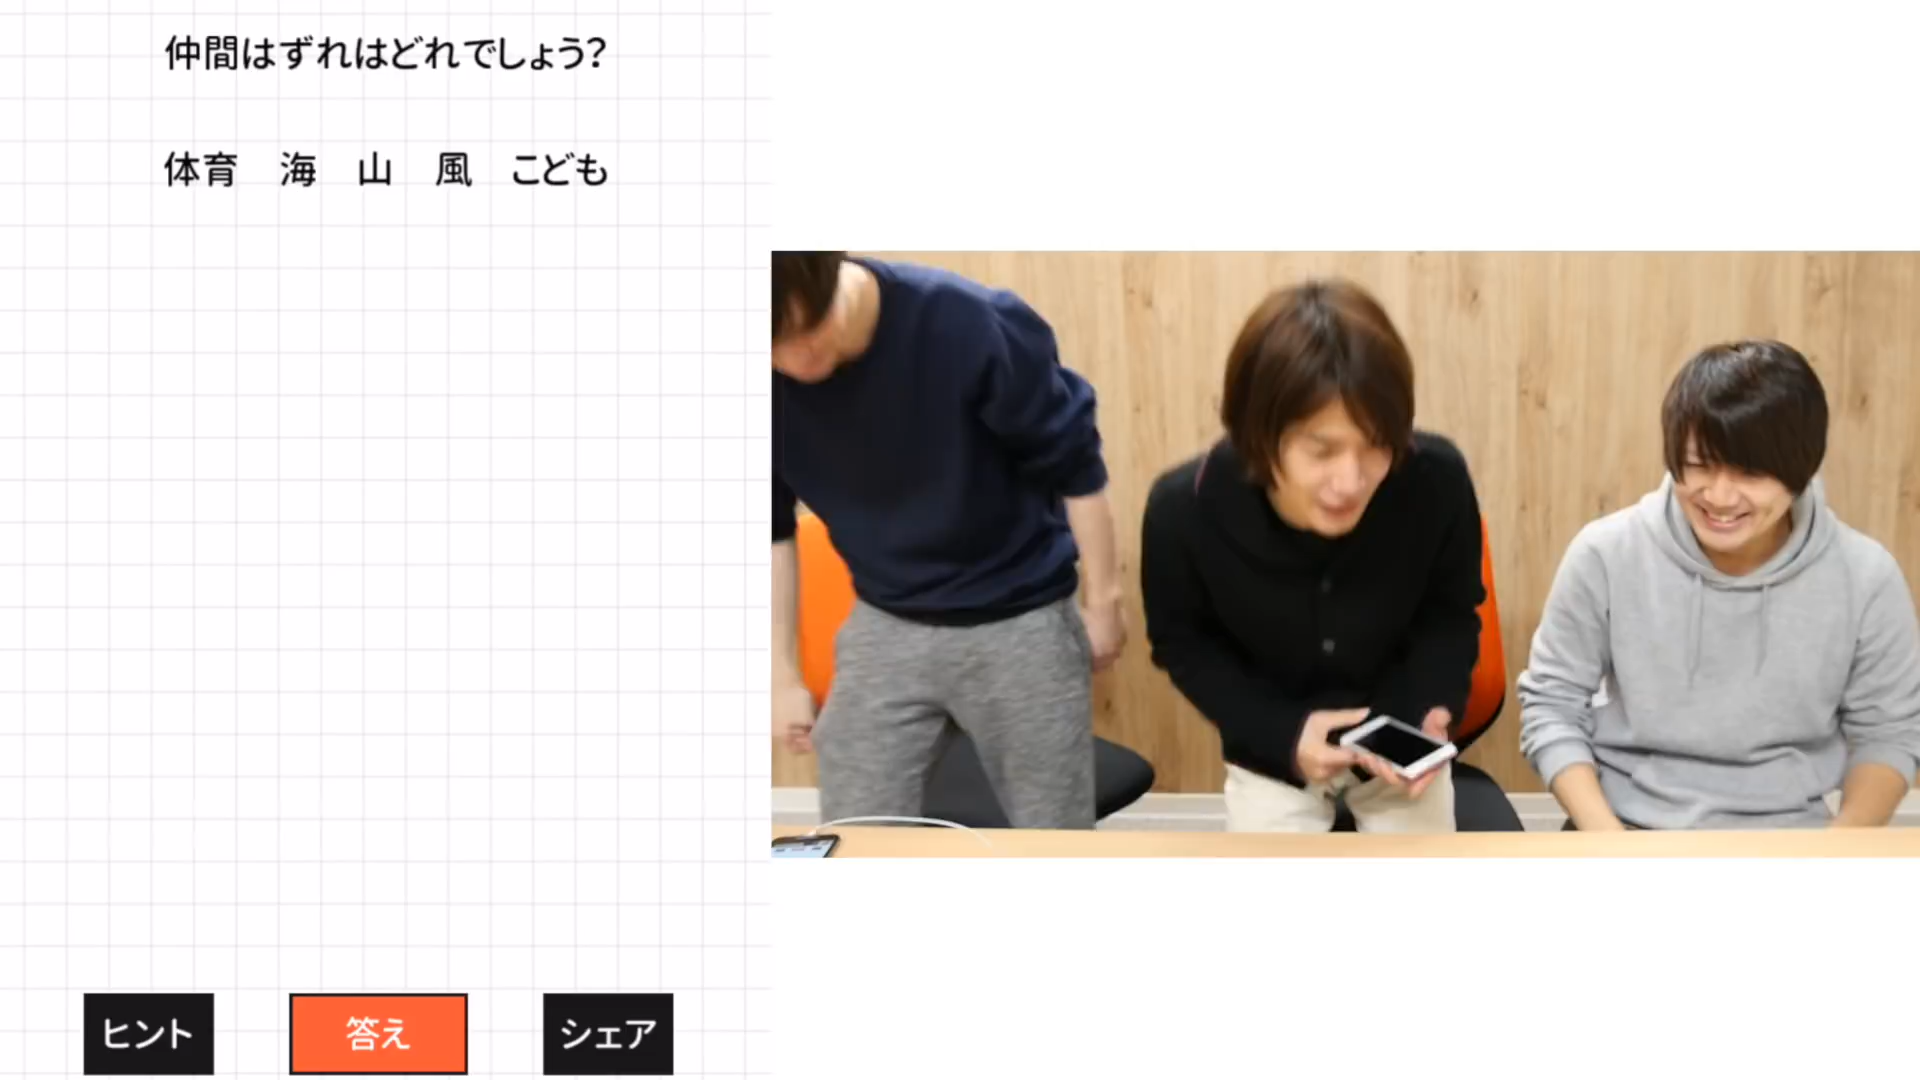 仲間はずれはどれでしょう?
体育 海 山 風 こども
ヒント 答え シェア